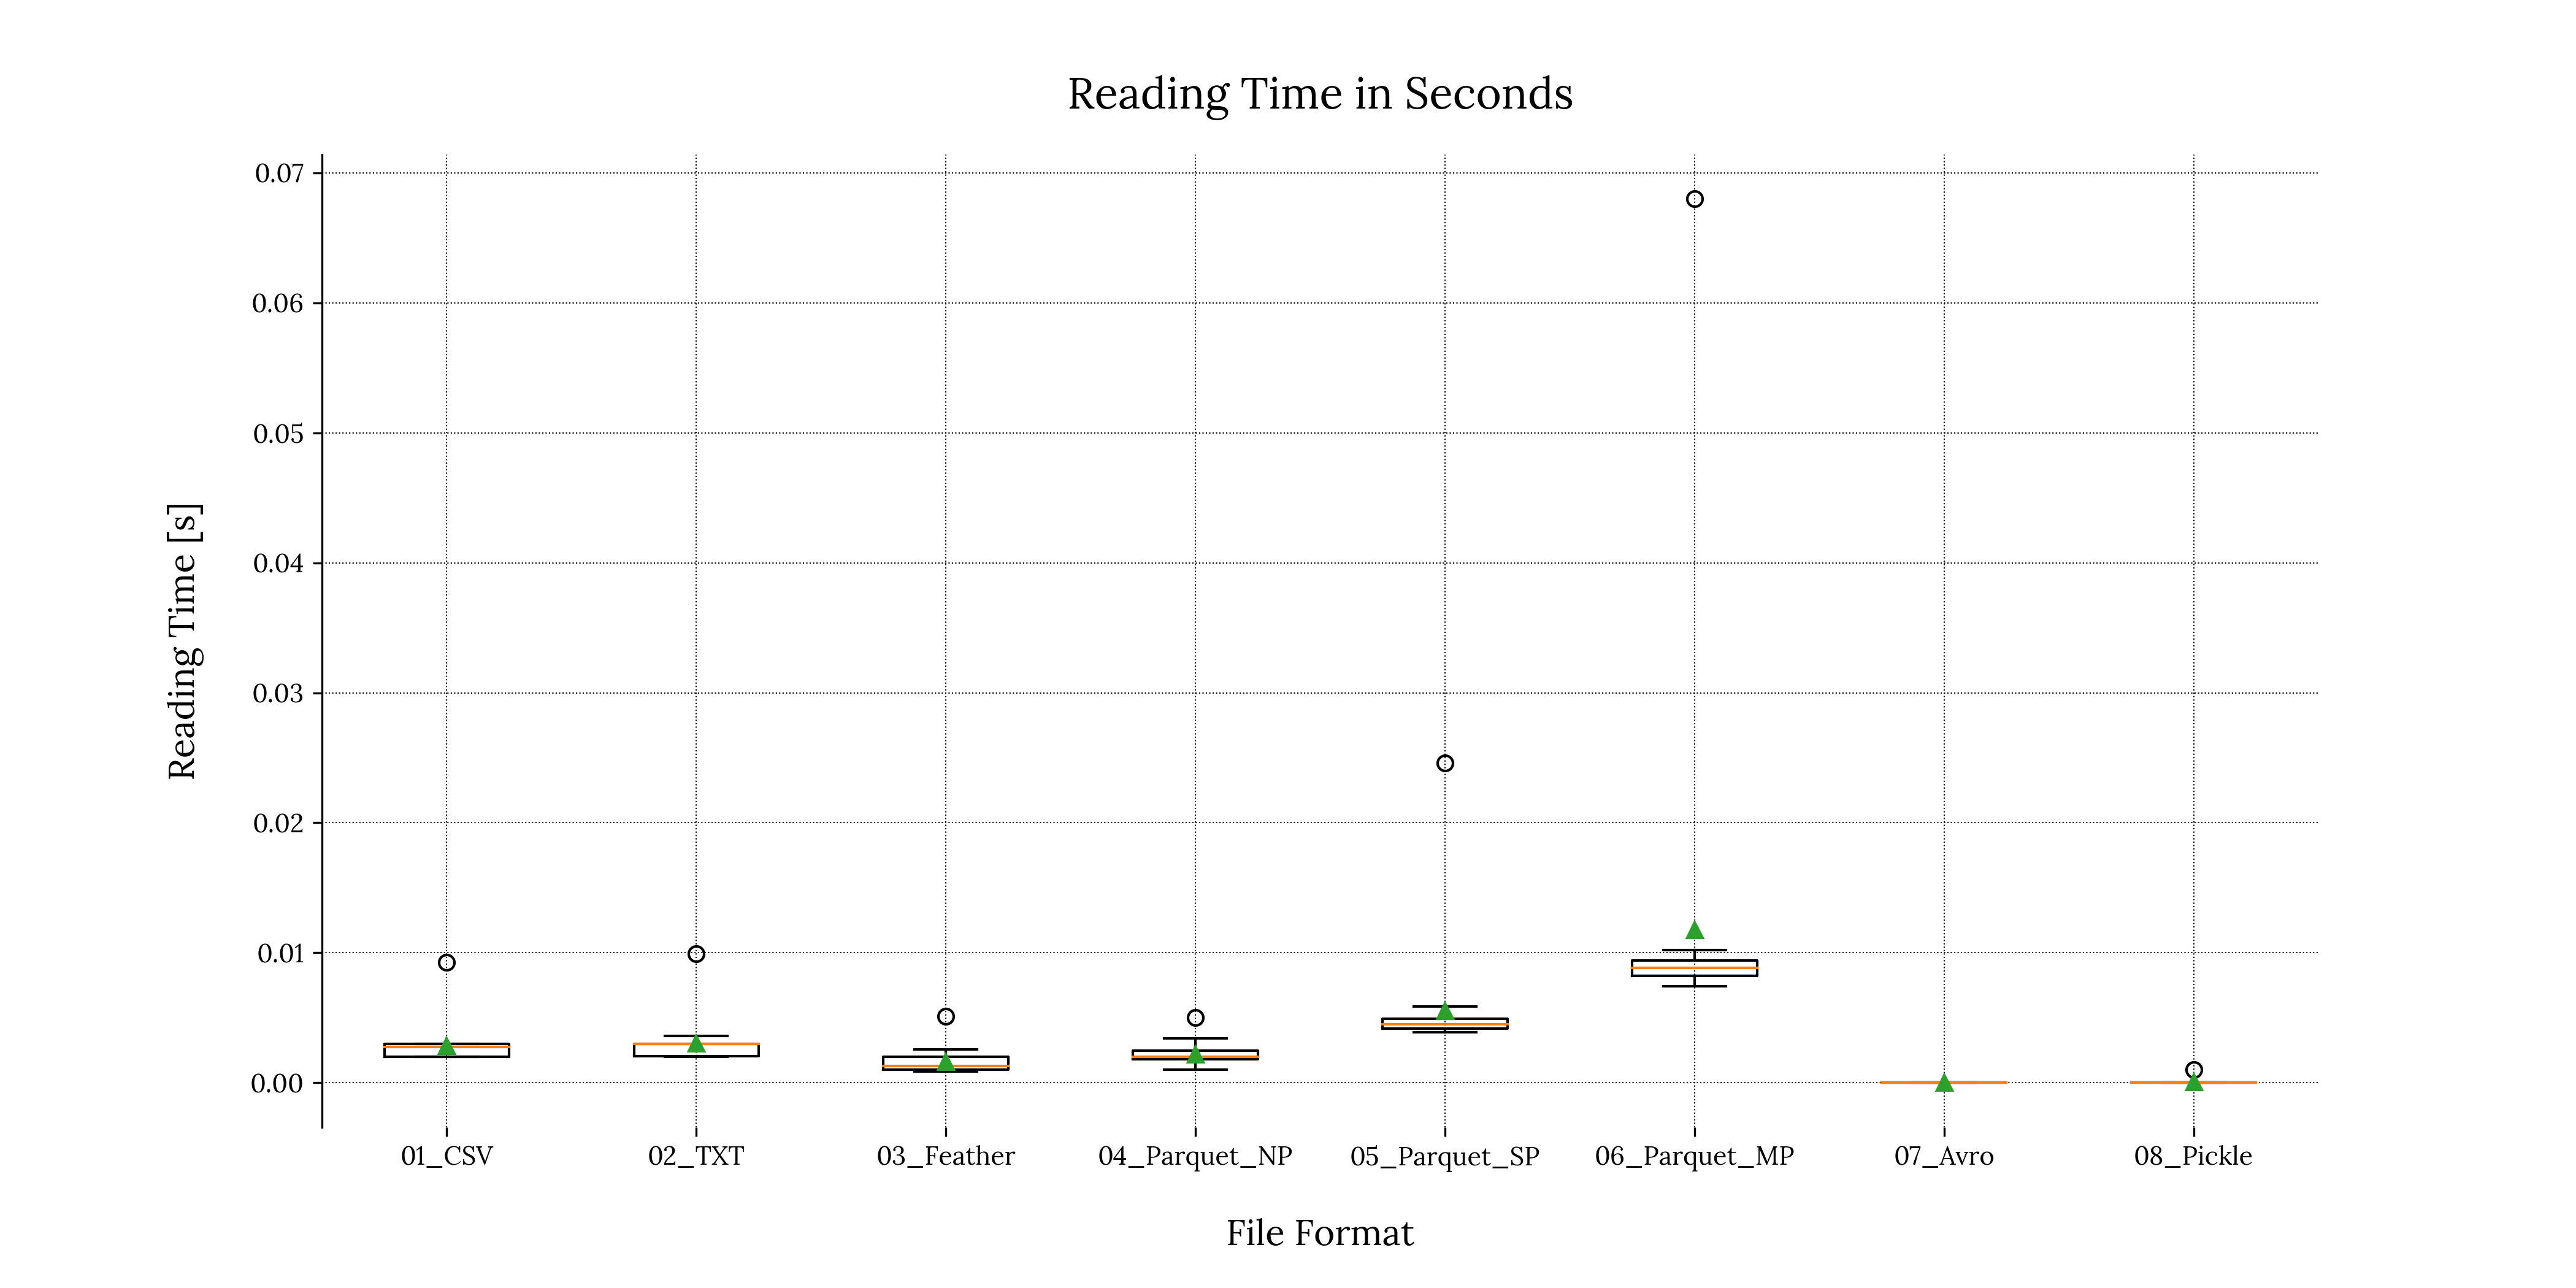 Reading Time in Seconds
0.07
0.06
0.05
0.04
0.03
0.02
0.01
0.00
Reading Time [s]
01_CSV 02_TXT 03_Feather 04_Parquet_NP 05_Parquet_SP 06_Parquet_MP 07_Avro 08_Pickle
File Format